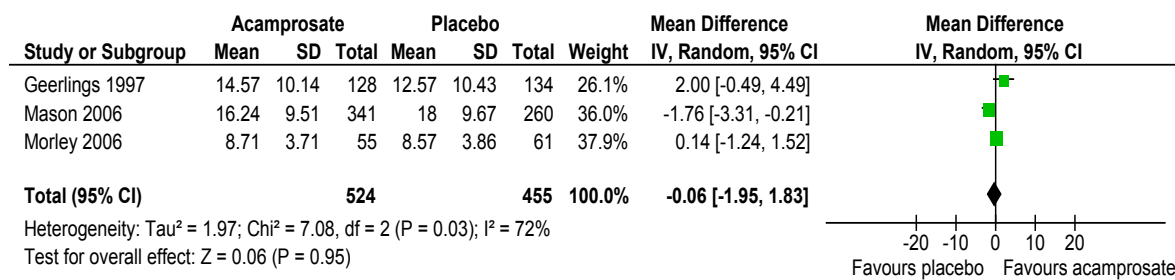 Acamprosate Placebo Mean Difference Mean Difference
Study or Subgroup Mean SD Total Mean SD Total Weight IV, Random, 95% CI IV, Random, 95% CI
Geerlings 1997 14.57 10.14 128 12.57 10.43 134 26.1% 2.00 [-0.49, 4.49]
Mason 2006 16.24 9.51 341 18 9.67 260 36.0% -1.76 [-3.31, -0.21]
Morley 2006 8.71 3.71 55 8.57 3.86 61 37.9% 0.14 [-1.24, 1.52]
Total (95% CI) 524 455 100.0% -0.06 [-1.95, 1.83]
Heterogeneity: Tau² = 1.97; Chi² = 7.08, df = 2 (P = 0.03); I² = 72%
Test for overall effect: Z = 0.06 (P = 0.95)
-20 -10 0 10 20
Favours placebo Favours acamprosate